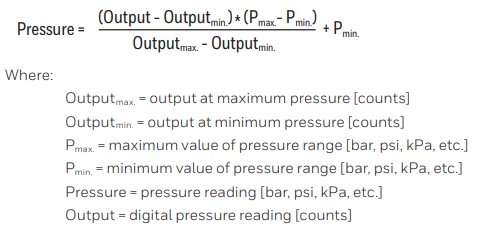 Pressure = (Output - Outputmin.) * (Pmax. - Pmin.) + Pmin.
Outputmax. - Outputmin.
Where:
Outputmax. = output at maximum pressure [counts]
Outputmin. = output at minimum pressure [counts]
Pmax. = maximum value of pressure range [bar, psi, kPa, etc.]
Pmin. = minimum value of pressure range [bar, psi, kPa, etc.]
Pressure = pressure reading [bar, psi, kPa, etc.]
Output = digital pressure reading [counts]